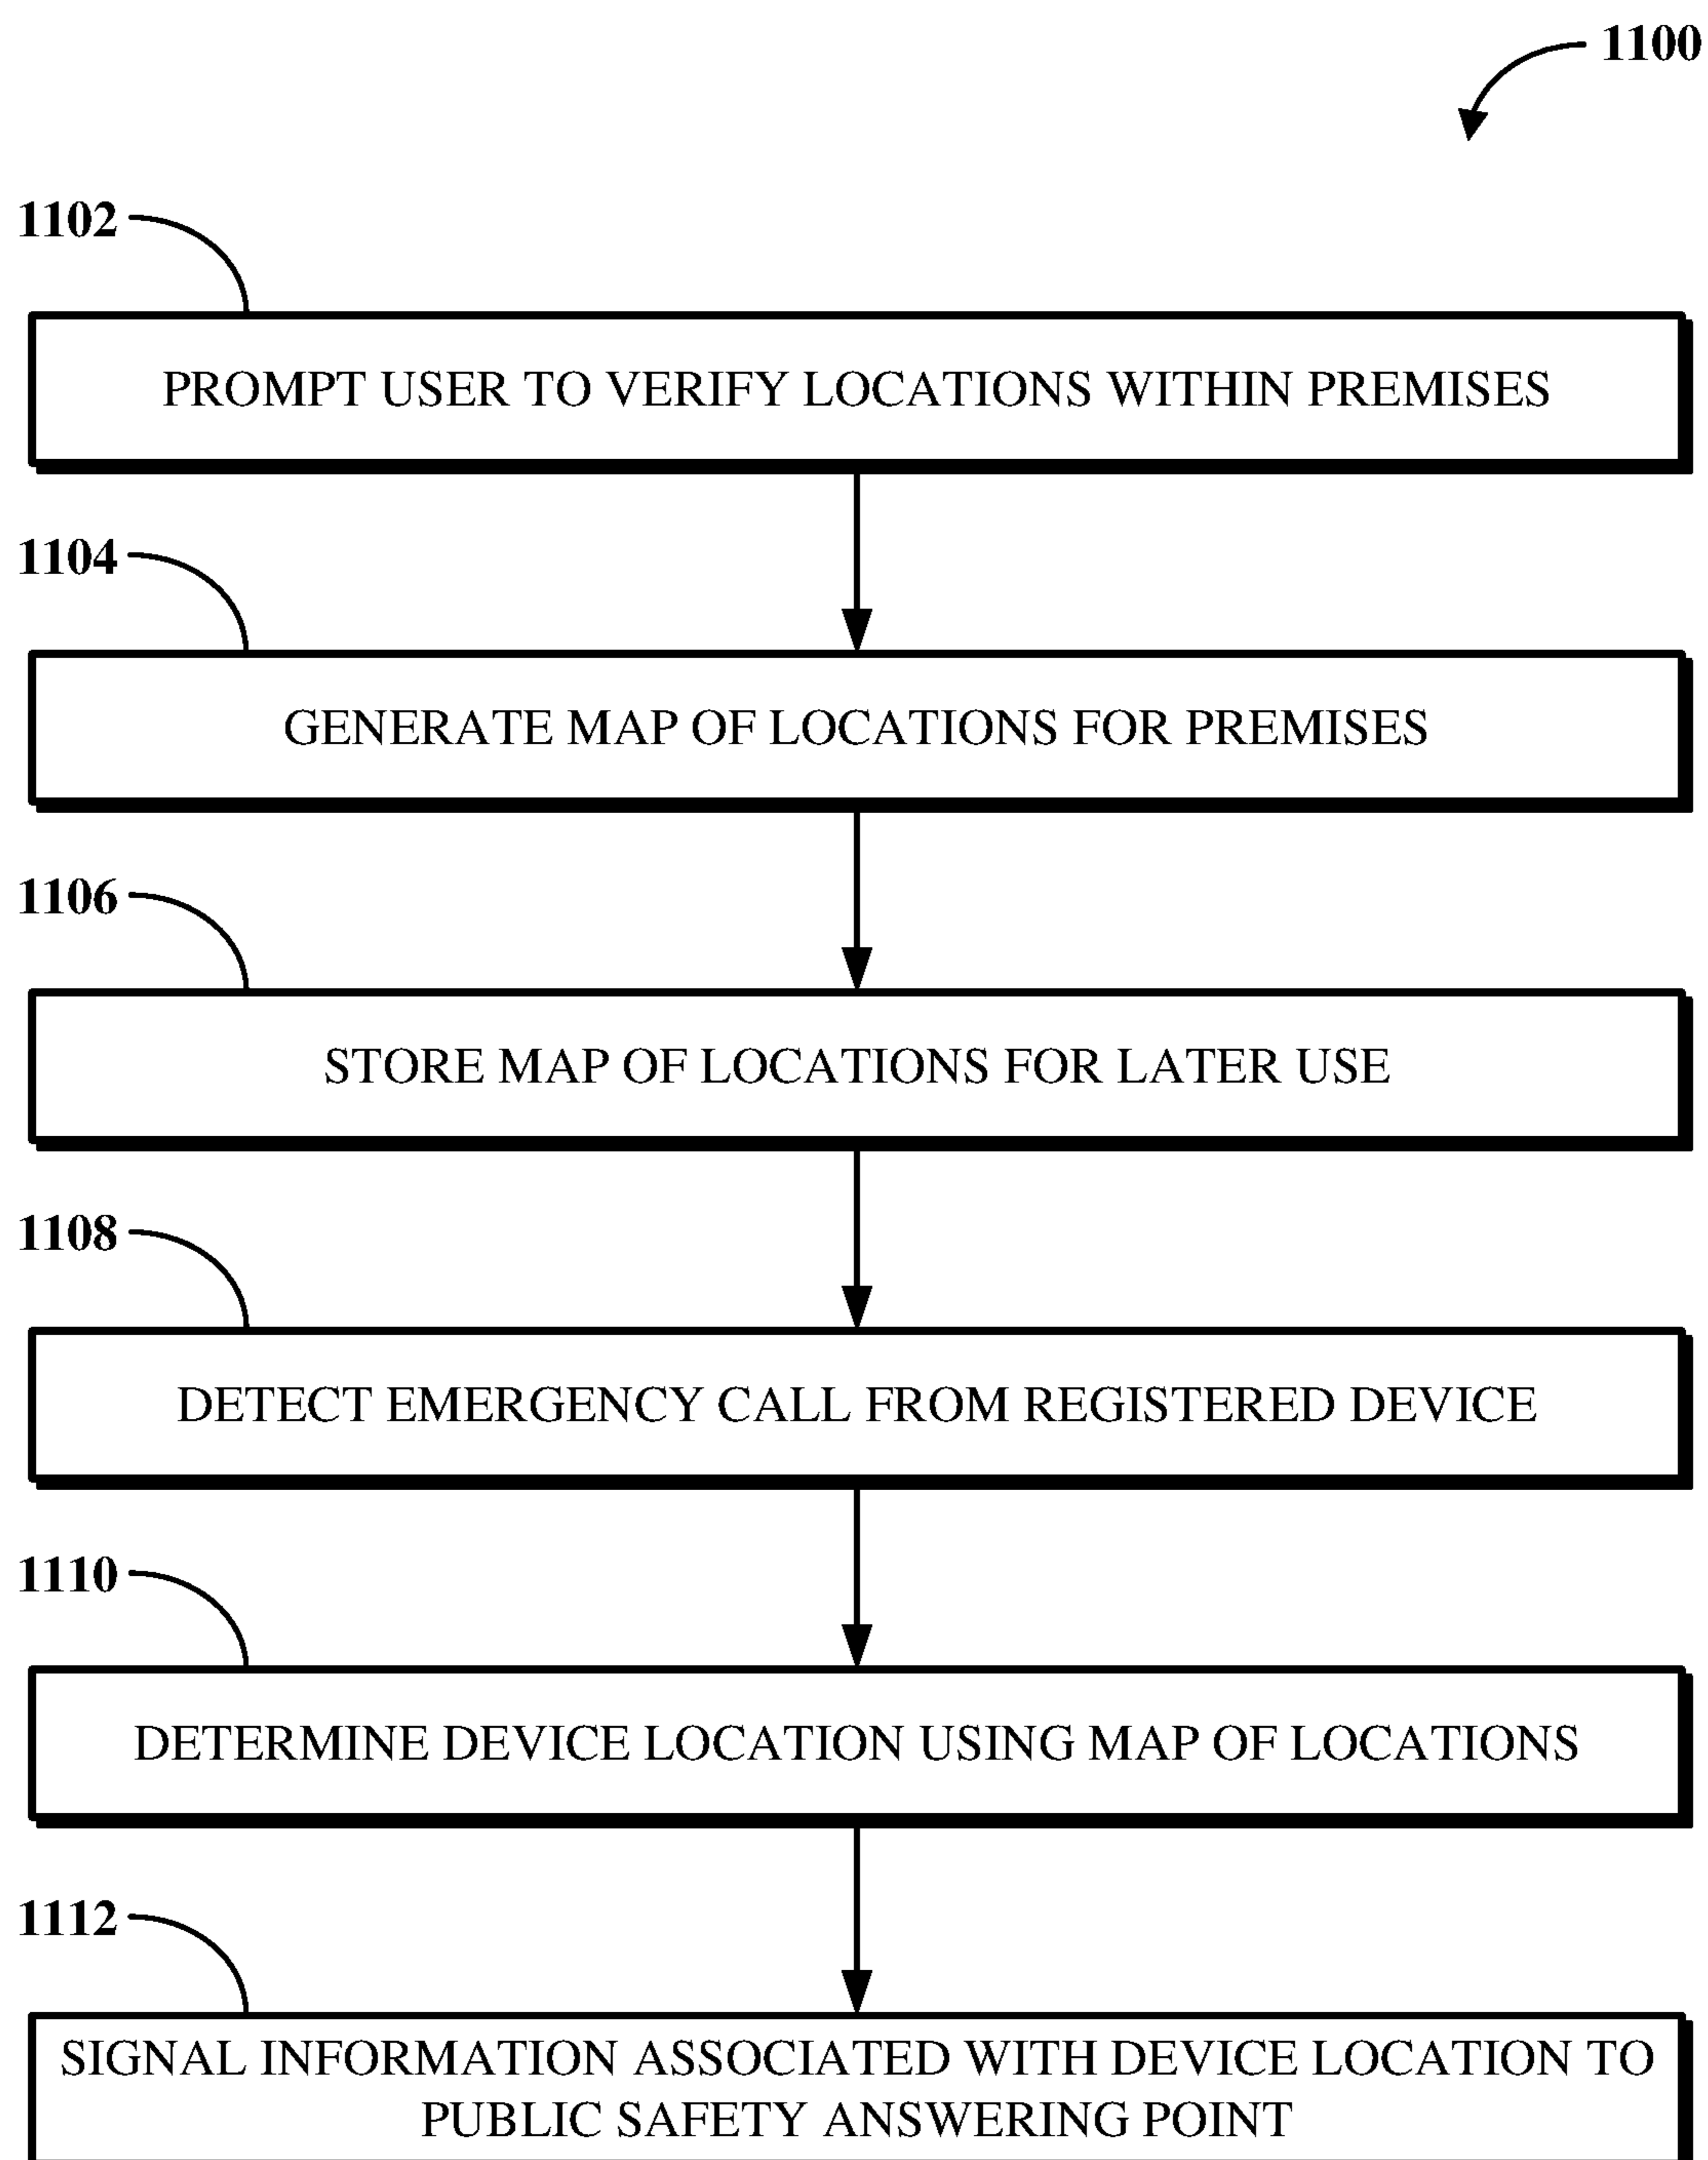 1100
1102
PROMPT USER TO VERIFY LOCATIONS WITHIN PREMISES
1104
GENERATE MAP OF LOCATIONS FOR PREMISES
1106
STORE MAP OF LOCATIONS FOR LATER USE
1108
DETECT EMERGENCY CALL FROM REGISTERED DEVICE
1110
DETERMINE DEVICE LOCATION USING MAP OF LOCATIONS
1112
SIGNAL INFORMATION ASSOCIATED WITH DEVICE LOCATION TO
PUBLIC SAFETY ANSWERING POINT